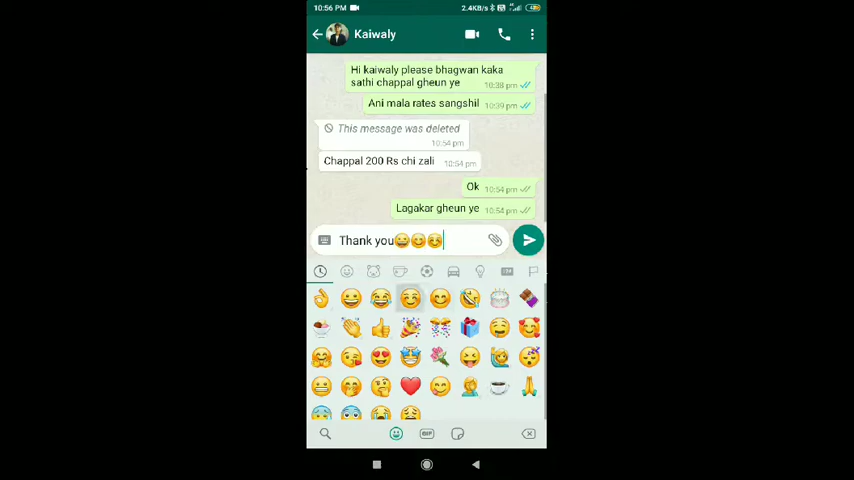 10:56 PM 2.4KB/s
Kaiwaly
Hi kaiwaly please bhagwan kaka
sathi chappal gheun ye 10:38 pm
Ani mala rates sangshil 10:39 pm
This message was deleted
10:54 pm
Chappal 200 Rs chi zali 10:54 pm
Ok 10:54 pm
Lagakar gheun ye 10:54 pm
Thank you😀😊☺️
GIF